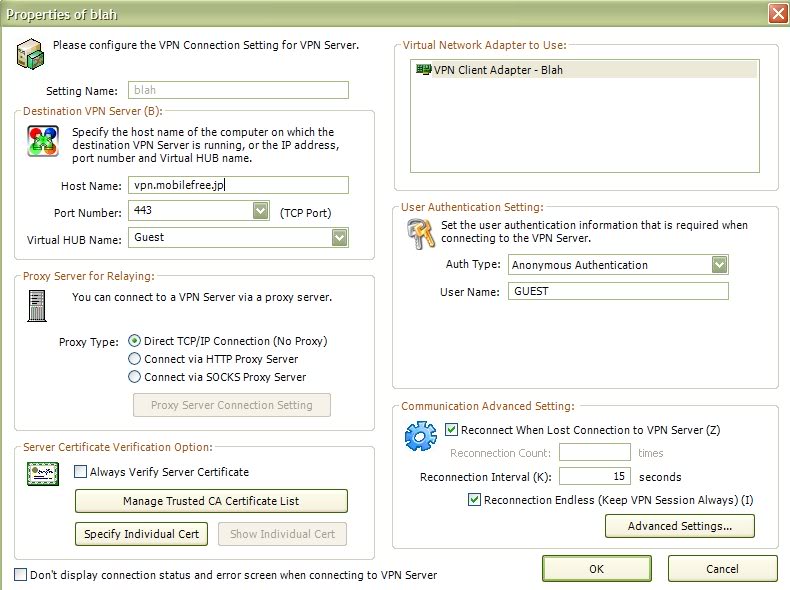 Properties of blah
Please configure the VPN Connection Setting for VPN Server.
Setting Name: blah
Destination VPN Server (B):
Specify the host name of the computer on which the
destination VPN Server is running, or the IP address,
port number and Virtual HUB name.
Host Name: vpn.mobilefree.jp
Port Number: 443 (TCP Port)
Virtual HUB Name: Guest
Proxy Server for Relaying:
You can connect to a VPN Server via a proxy server.
Proxy Type: Direct TCP/IP Connection (No Proxy)
Connect via HTTP Proxy Server
Connect via SOCKS Proxy Server
Proxy Server Connection Setting
Server Certificate Verification Option:
Always Verify Server Certificate
Manage Trusted CA Certificate List
Specify Individual Cert Show Individual Cert
Don't display connection status and error screen when connecting to VPN Server
Virtual Network Adapter to Use:
VPN Client Adapter - Blah
User Authentication Setting:
Set the user authentication information that is required when
connecting to the VPN Server.
Auth Type: Anonymous Authentication
User Name: GUEST
Communication Advanced Setting:
Reconnect When Lost Connection to VPN Server (Z)
Reconnection Count: times
Reconnection Interval (K): 15 seconds
Reconnection Endless (Keep VPN Session Always) (I)
Advanced Settings...
OK Cancel